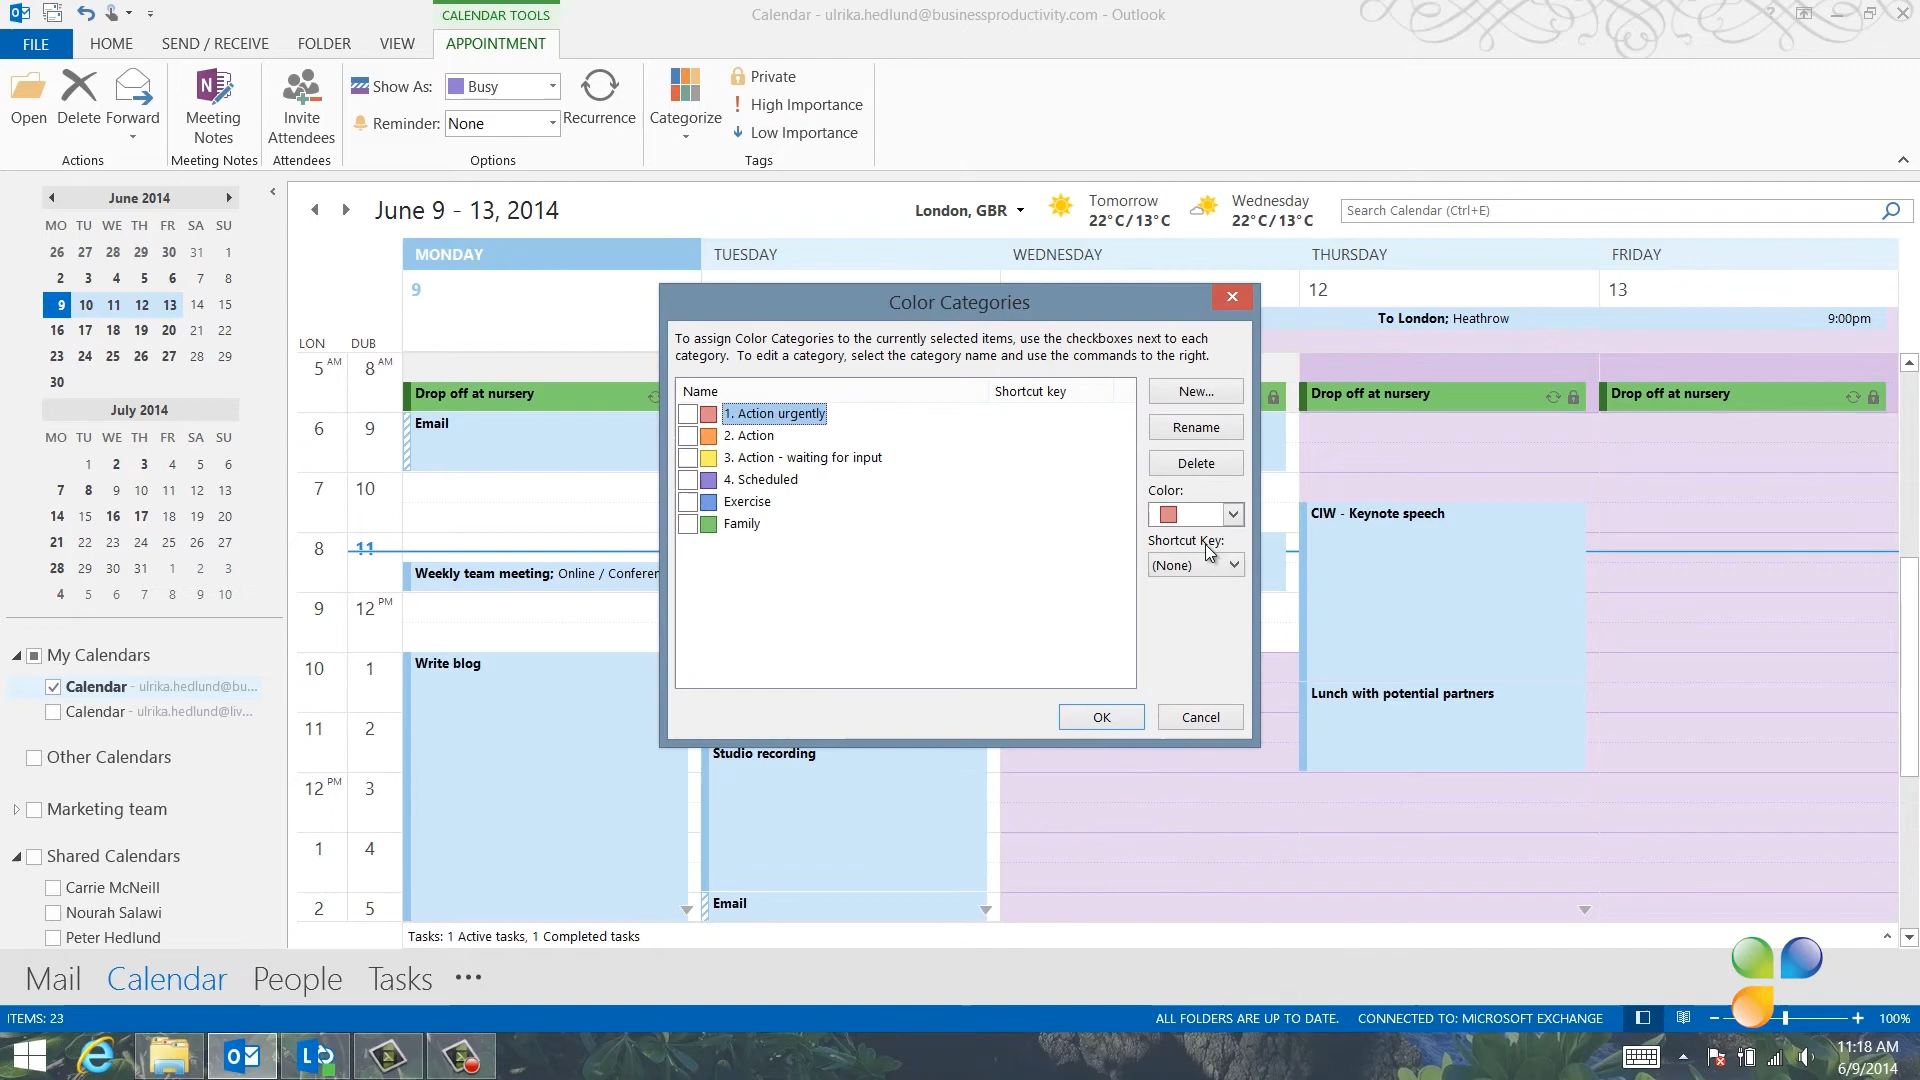 CALENDAR TOOLS
Calendar - ulrika.hedlund@businessproductivity.com - Outlook
FILE HOME SEND / RECEIVE FOLDER VIEW APPOINTMENT
Open Delete Forward
Actions
Meeting Notes
Meeting Notes
Invite Attendees
Attendees
Show As: Busy
Reminder: None
Recurrence
Options
Categorize
Private
High Importance
Low Importance
Tags
June 2014
MO TU WE TH FR SA SU
26 27 28 29 30 31 1
2 3 4 5 6 7 8
9 10 11 12 13 14 15
16 17 18 19 20 21 22
23 24 25 26 27 28 29
30
July 2014
MO TU WE TH FR SA SU
1 2 3 4 5 6
7 8 9 10 11 12 13
14 15 16 17 18 19 20
21 22 23 24 25 26 27
28 29 30 31 1 2 3
4 5 6 7 8 9 10
My Calendars
Calendar - ulrika.hedlund@bu...
Calendar - ulrika.hedlund@liv...
Other Calendars
Marketing team
Shared Calendars
Carrie McNeill
Nourah Salawi
Peter Hedlund
June 9 - 13, 2014
London, GBR
Tomorrow
22°C/13°C
Wednesday
22°C/13°C
Search Calendar (Ctrl+E)
MONDAY TUESDAY WEDNESDAY THURSDAY FRIDAY
9 12 13
To London; Heathrow 9:00pm
LON DUB
5 AM 8 AM
6 9
7 10
8 11
9 12 PM
10 1
11 2
12 PM 3
1 4
2 5
Drop off at nursery
Email
Weekly team meeting; Online / Conferen
Write blog
Studio recording
Email
Drop off at nursery
CIW - Keynote speech
Lunch with potential partners
Drop off at nursery
Color Categories
To assign Color Categories to the currently selected items, use the checkboxes next to each
category. To edit a category, select the category name and use the commands to the right.
Name Shortcut key
1. Action urgently
2. Action
3. Action - waiting for input
4. Scheduled
Exercise
Family
New...
Rename
Delete
Color:
Shortcut Key:
(None)
OK Cancel
Tasks: 1 Active tasks, 1 Completed tasks
Mail Calendar People Tasks •••
ITEMS: 23
ALL FOLDERS ARE UP TO DATE. CONNECTED TO: MICROSOFT EXCHANGE 100%
11:18 AM
6/9/2014